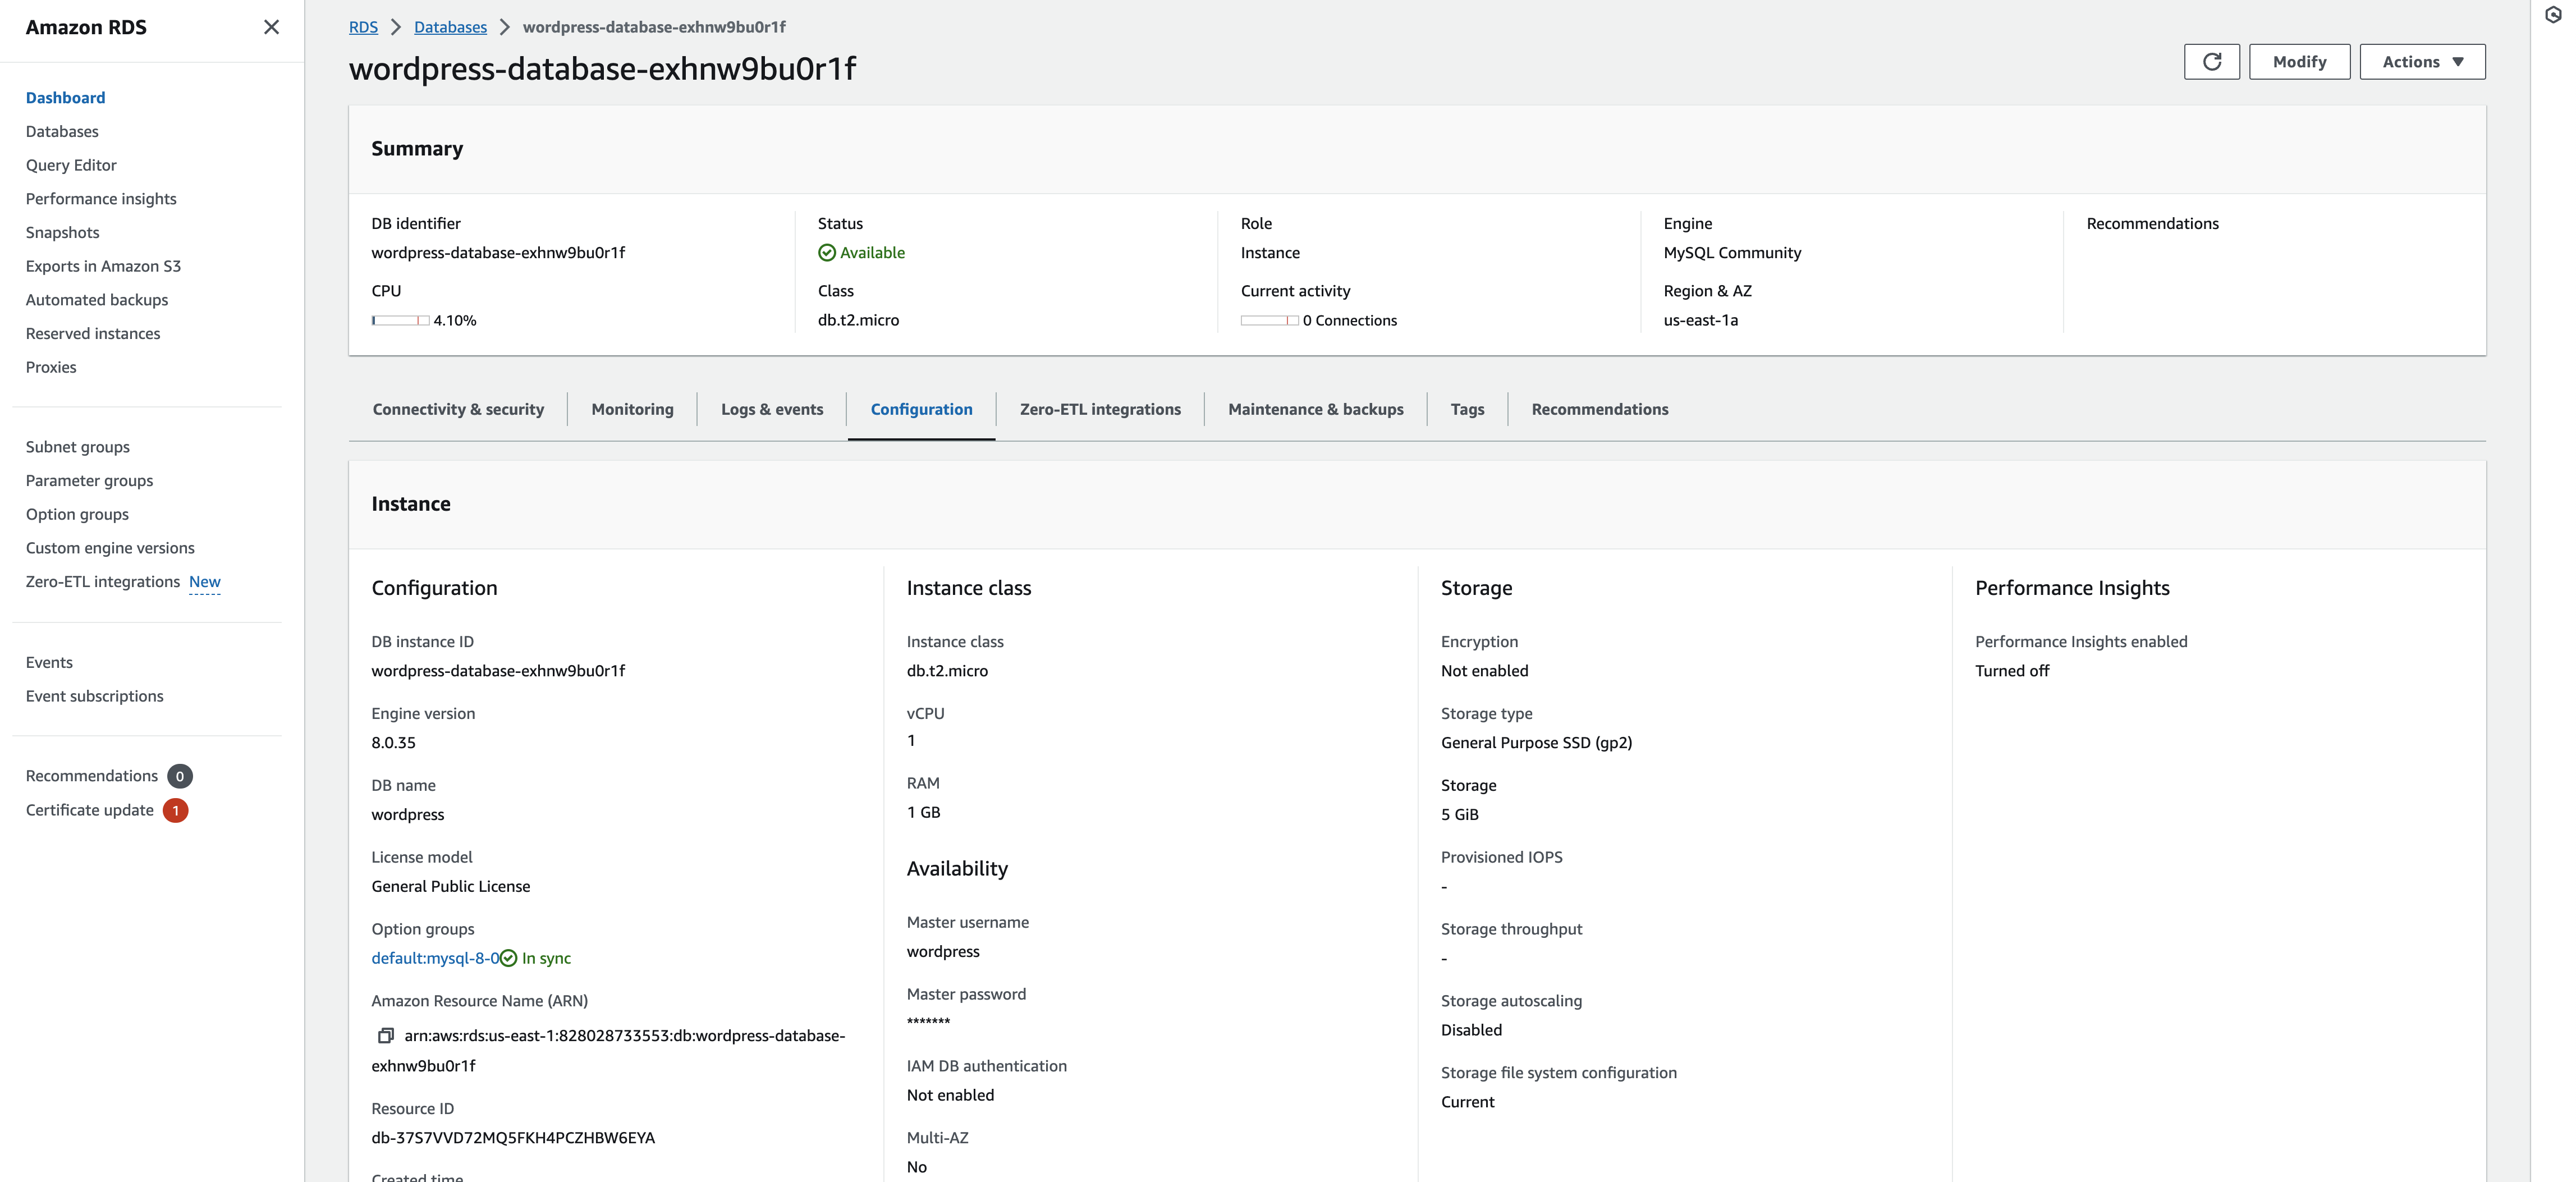 Amazon RDS
Dashboard
Databases
Query Editor
Performance insights
Snapshots
Exports in Amazon S3
Automated backups
Reserved instances
Proxies
Subnet groups
Parameter groups
Option groups
Custom engine versions
Zero-ETL integrations New
Events
Event subscriptions
Recommendations 0
Certificate update 1
RDS > Databases > wordpress-database-exhnw9bu0r1f
wordpress-database-exhnw9bu0r1f
Modify
Actions
Summary
DB identifier
wordpress-database-exhnw9bu0r1f
CPU
4.10%
Status
Available
Class
db.t2.micro
Role
Instance
Current activity
0 Connections
Engine
MySQL Community
Region & AZ
us-east-1a
Recommendations
Connectivity & security
Monitoring
Logs & events
Configuration
Zero-ETL integrations
Maintenance & backups
Tags
Recommendations
Instance
Configuration
DB instance ID
wordpress-database-exhnw9bu0r1f
Engine version
8.0.35
DB name
wordpress
License model
General Public License
Option groups
default:mysql-8-0 In sync
Amazon Resource Name (ARN)
arn:aws:rds:us-east-1:828028733553:db:wordpress-database-
exhnw9bu0r1f
Resource ID
db-37S7VVD72MQ5FKH4PCZHBW6EYA
Created time
Instance class
Instance class
db.t2.micro
vCPU
1
RAM
1 GB
Availability
Master username
wordpress
Master password
*******
IAM DB authentication
Not enabled
Multi-AZ
No
Storage
Encryption
Not enabled
Storage type
General Purpose SSD (gp2)
Storage
5 GiB
Provisioned IOPS
-
Storage throughput
-
Storage autoscaling
Disabled
Storage file system configuration
Current
Performance Insights
Performance Insights enabled
Turned off